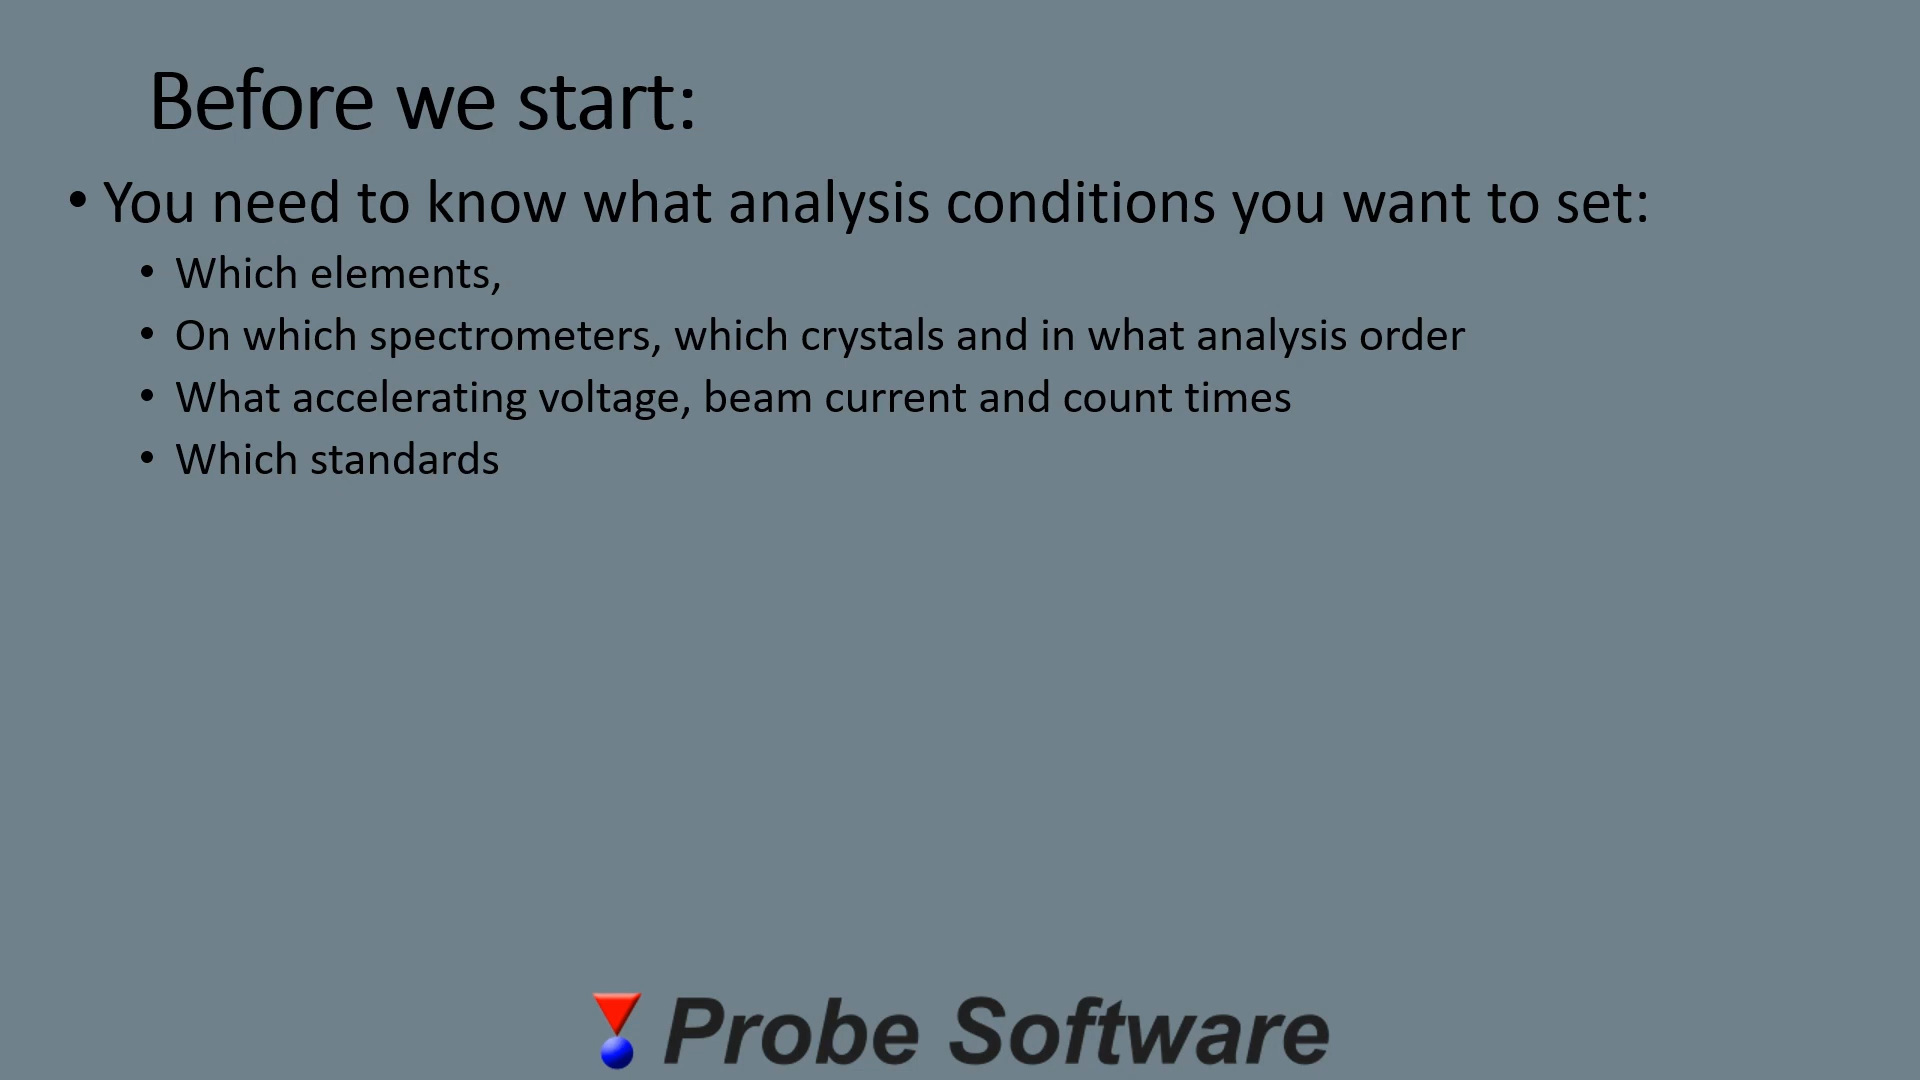 Before we start:
• You need to know what analysis conditions you want to set:
• Which elements,
• On which spectrometers, which crystals and in what analysis order
• What accelerating voltage, beam current and count times
• Which standards
Probe Software